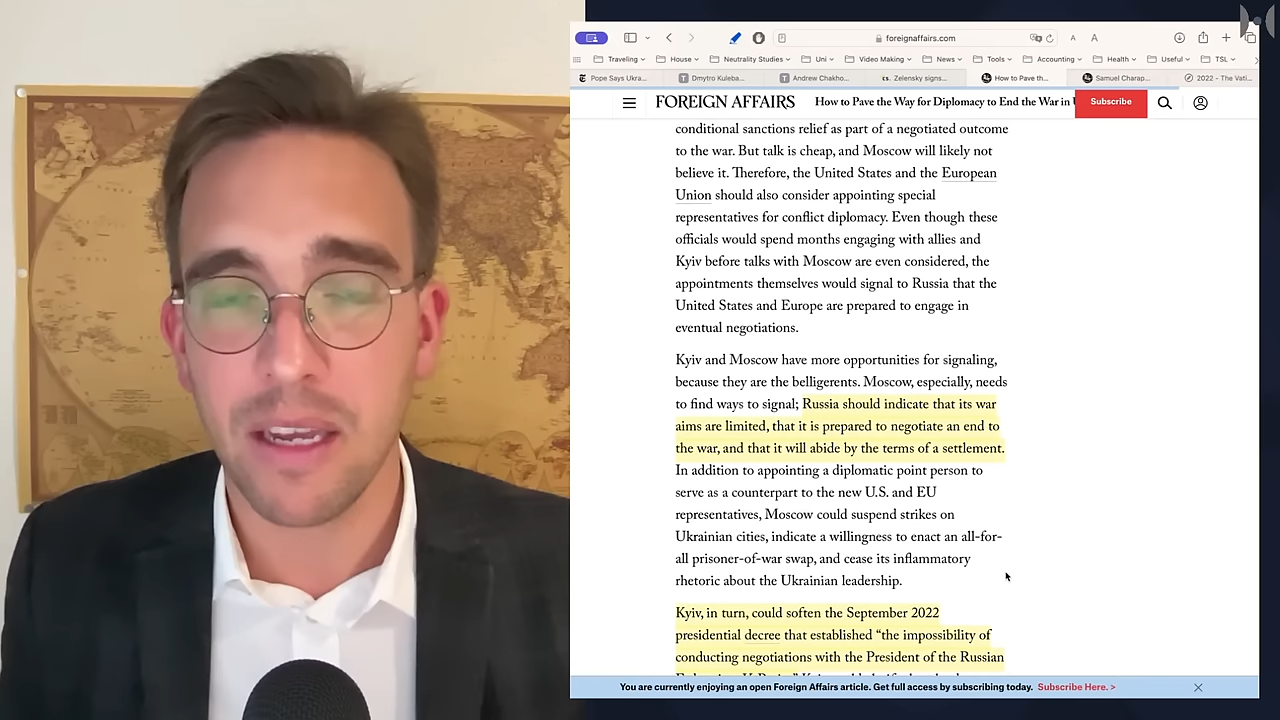 foreignaffairs.com
A A
Traveling House Neutrality Studies Uni Video Making News Tools Accounting Health Useful TSL
Pope Says Ukra... Dmytro Kuleba... Andrew Chakho... Zelensky signs... How to Pave th... Samuel Charap... 2022 - The Vati...
FOREIGN AFFAIRS How to Pave the Way for Diplomacy to End the War in Subscribe
conditional sanctions relief as part of a negotiated outcome
to the war. But talk is cheap, and Moscow will likely not
believe it. Therefore, the United States and the European
Union should also consider appointing special
representatives for conflict diplomacy. Even though these
officials would spend months engaging with allies and
Kyiv before talks with Moscow are even considered, the
appointments themselves would signal to Russia that the
United States and Europe are prepared to engage in
eventual negotiations.
Kyiv and Moscow have more opportunities for signaling,
because they are the belligerents. Moscow, especially, needs
to find ways to signal; Russia should indicate that its war
aims are limited, that it is prepared to negotiate an end to
the war, and that it will abide by the terms of a settlement.
In addition to appointing a diplomatic point person to
serve as a counterpart to the new U.S. and EU
representatives, Moscow could suspend strikes on
Ukrainian cities, indicate a willingness to enact an all-for-
all prisoner-of-war swap, and cease its inflammatory
rhetoric about the Ukrainian leadership.
Kyiv, in turn, could soften the September 2022
presidential decree that established “the impossibility of
conducting negotiations with the President of the Russian
You are currently enjoying an open Foreign Affairs article. Get full access by subscribing today. Subscribe Here. >